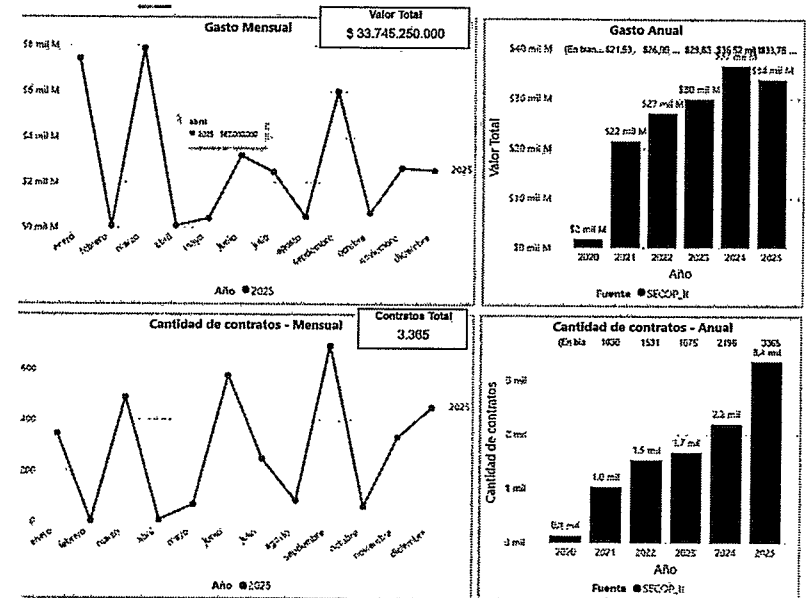 Gasto Mensual
Valor Total
$ 33.745.250.000
$8 mil M
$6 mil M
$4 mil M
$2 mil M
$0 mil M
abril
2025
2025
enero
febrero
marzo
abril
mayo
junio
julio
agosto
septiembre
octubre
noviembre
diciembre
Año 2025
Gasto Anual
$40 mil M
$30 mil M
$20 mil M
$10 mil M
$0 mil M
Valor Total
$2 mil M
$22 mil M
$27 mil M
$30 mil M
$34 mil M
2020
2021
2022
2023
2024
2025
Año
Fuente SECOP_II
Cantidad de contratos - Mensual
Contratos Total
3.365
600
400
200
0
2025
enero
febrero
marzo
abril
mayo
junio
julio
agosto
septiembre
octubre
noviembre
diciembre
Año 2025
Cantidad de contratos - Anual
(En bla 1030 1531 1675 2196 3365
Cantidad de contratos
3 mil
2 mil
1 mil
0 mil
1.0 mil
1.5 mil
1.7 mil
2.2 mil
3.4 mil
2020
2021
2022
2023
2024
2025
Año
Fuente SECOP_II